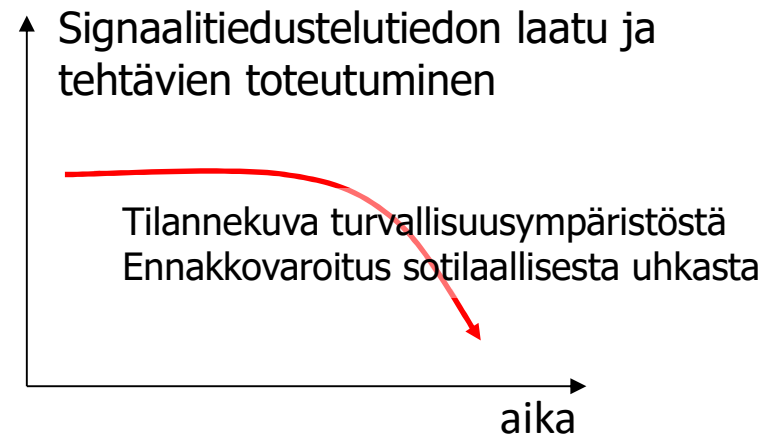 Signaalitiedustelutiedon laatu ja
tehtävien toteutuminen
Tilannekuva turvallisuusympäristöstä
Ennakkovaroitus sotilaallisesta uhkasta
aika